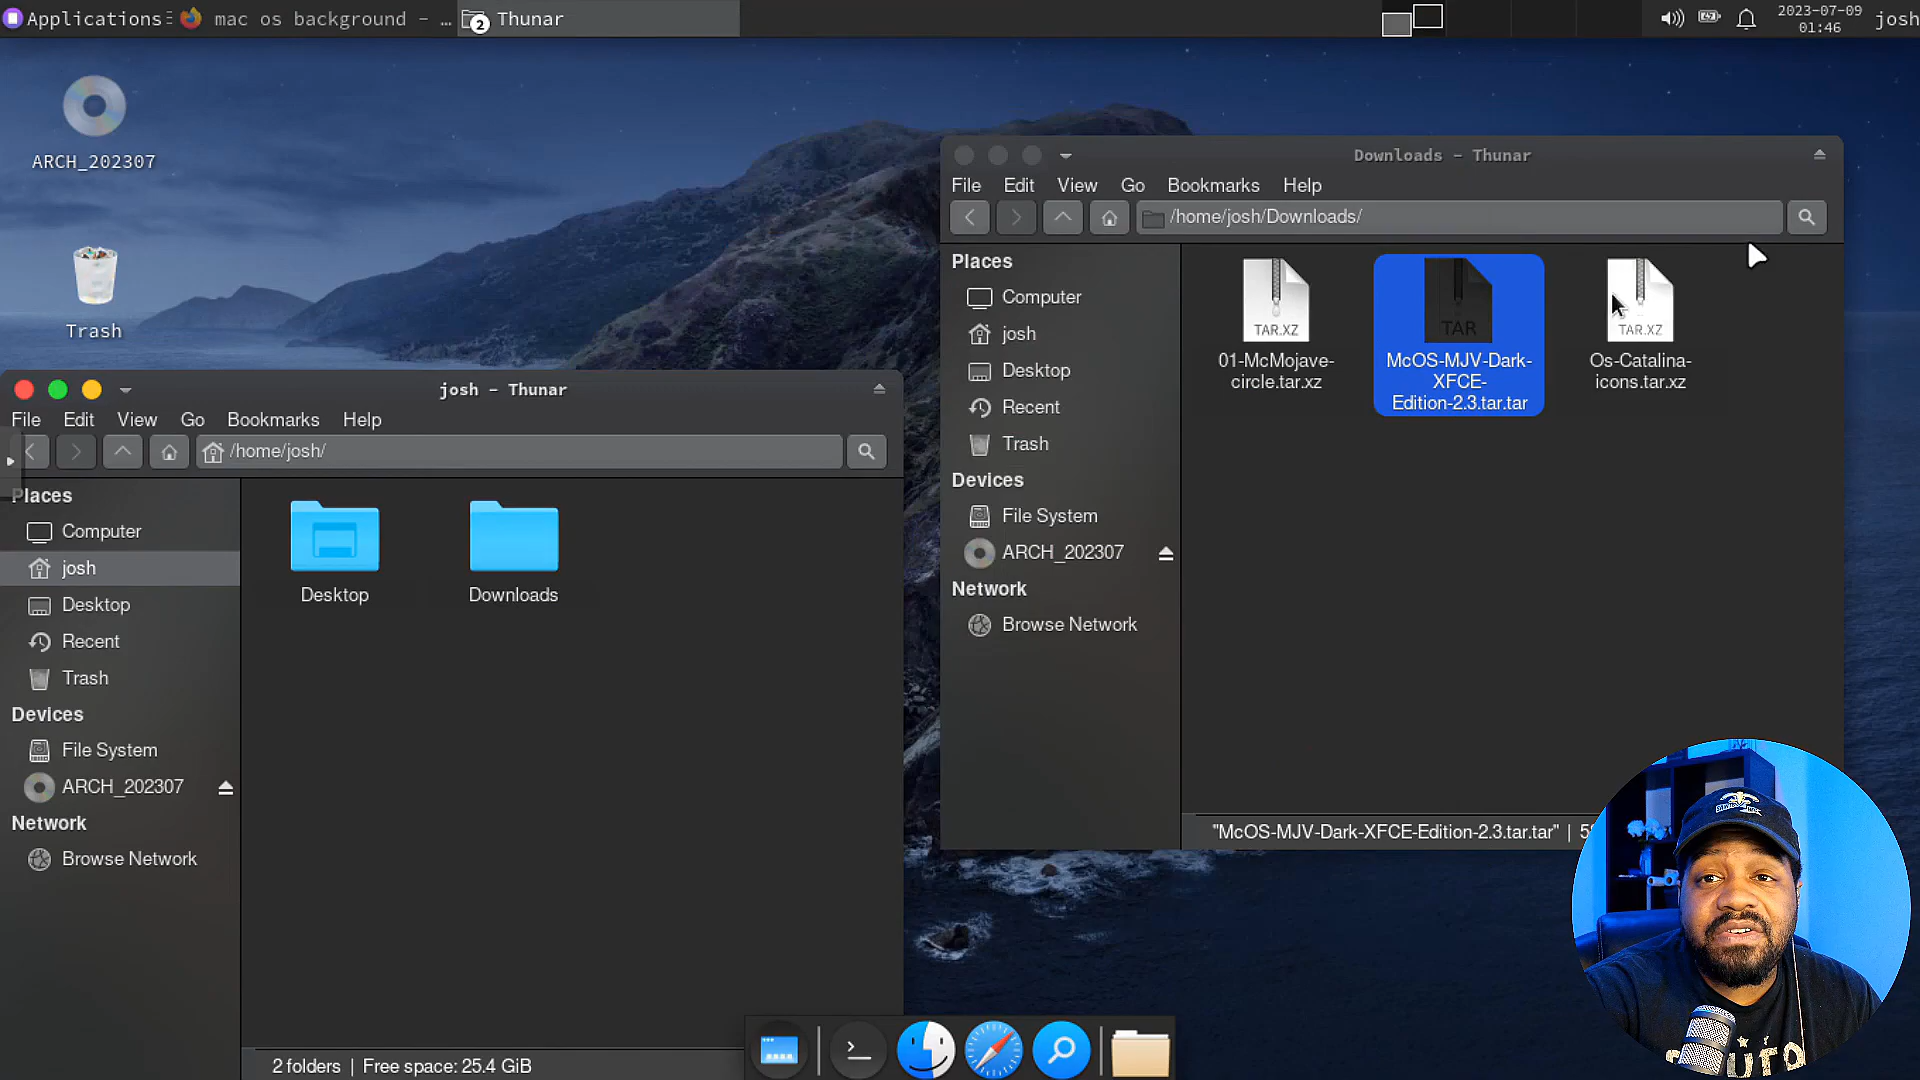 Applications
mac os background - ...
2
Thunar
2023-07-09
01:46
josh
ARCH_202307
Trash
Downloads - Thunar
File Edit View Go Bookmarks Help
/home/josh/Downloads/
Places
Computer
josh
Desktop
Recent
Trash
Devices
File System
ARCH_202307
Network
Browse Network
TAR.XZ
01-McMojave-
circle.tar.xz
TAR
McOS-MJV-Dark-
XFCE-
Edition-2.3.tar.tar
TAR.XZ
Os-Catalina-
icons.tar.xz
"McOS-MJV-Dark-XFCE-Edition-2.3.tar.tar" |
josh - Thunar
File Edit View Go Bookmarks Help
/home/josh/
Places
Computer
josh
Desktop
Recent
Trash
Devices
File System
ARCH_202307
Network
Browse Network
Desktop
Downloads
2 folders | Free space: 25.4 GiB